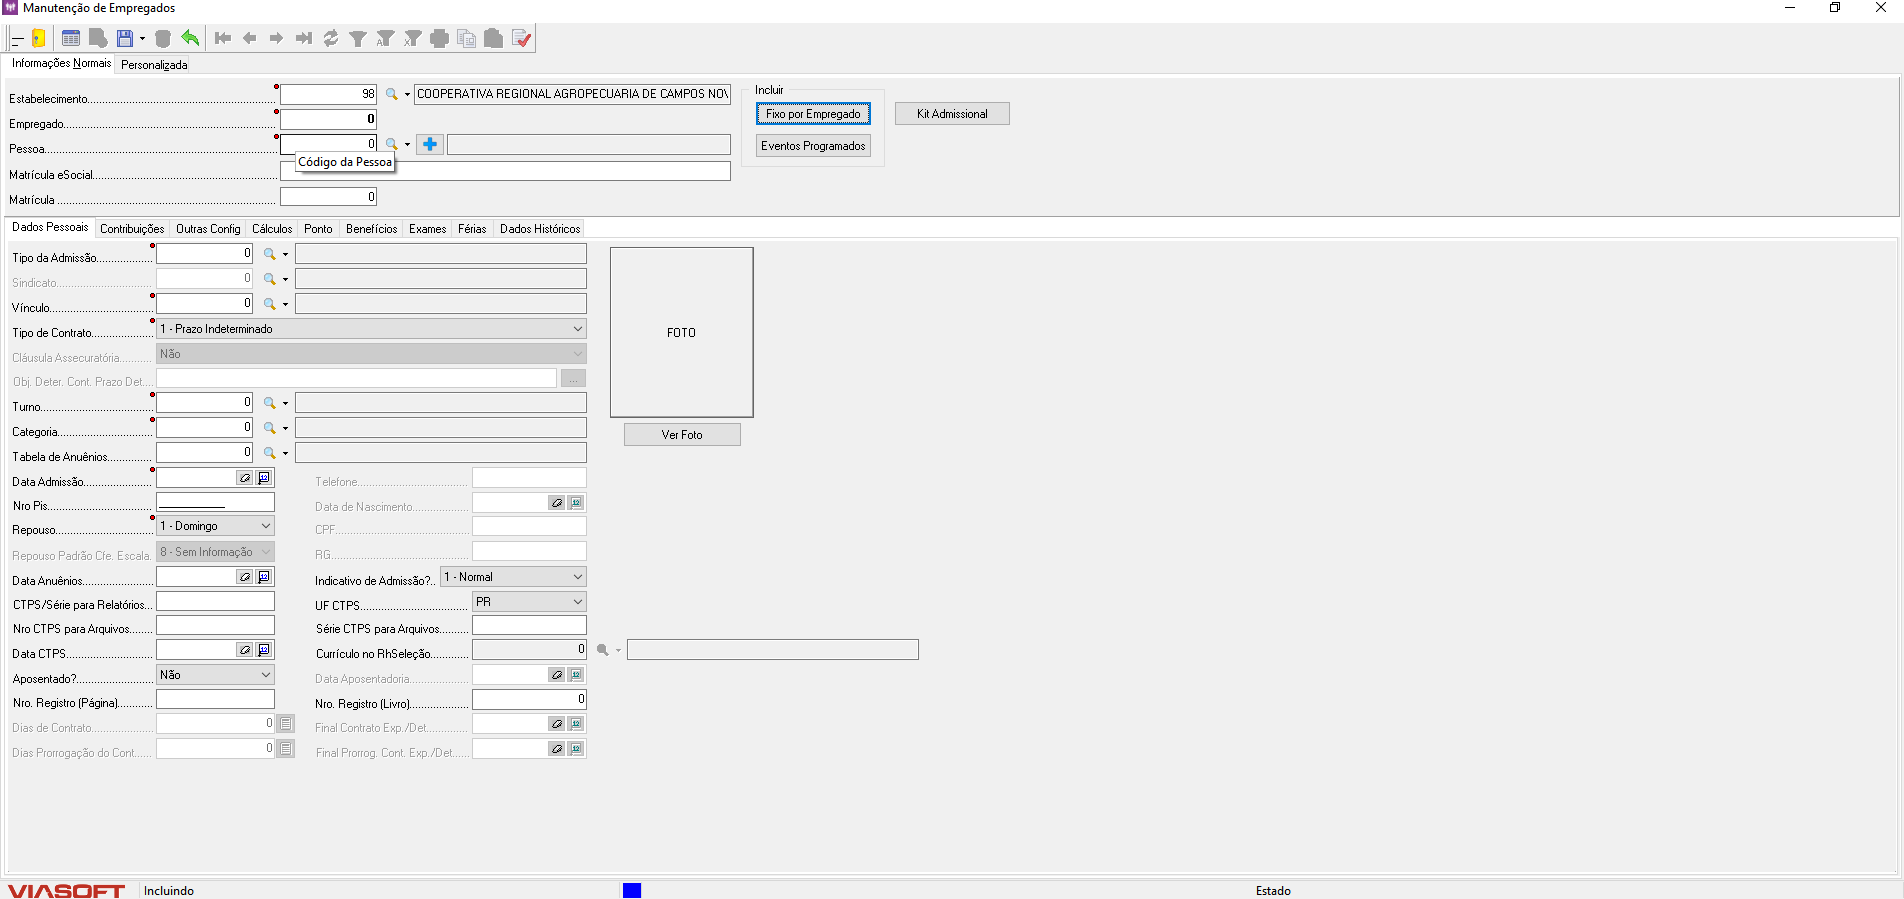 Manutenção de Empregados
Informações Normais
Personalizada
Estabelecimento
98
COOPERATIVA REGIONAL AGROPECUARIA DE CAMPOS NOV
Empregado
0
Pessoa
0
Código da Pessoa
Matrícula eSocial
Matrícula
0
Incluir
Fixo por Empregado
Eventos Programados
Kit Admissional
Dados Pessoais
Contribuições
Outras Config
Cálculos
Ponto
Benefícios
Exames
Férias
Dados Históricos
Tipo da Admissão
0
Sindicato
0
Vínculo
0
Tipo de Contrato
1 - Prazo Indeterminado
Cláusula Assecuratória
Não
Obj. Deter. Cont. Prazo Det.
...
Turno
0
Categoria
0
Tabela de Anuênios
0
FOTO
Ver Foto
Data Admissão
Telefone
Nro Pis
Data de Nascimento
Repouso
1 - Domingo
CPF
Repouso Padrão Cfe. Escala.
8 - Sem Informação
RG
Data Anuênios
Indicativo de Admissão?..
1 - Normal
CTPS/Série para Relatórios
UF CTPS
PR
Nro CTPS para Arquivos
Série CTPS para Arquivos
Data CTPS
Currículo no RhSeleção
0
Aposentado?
Não
Data Aposentadoria
Nro. Registro (Página)
Nro. Registro (Livro)
0
Dias de Contrato
0
Final Contrato Exp./Det.
Dias Prorrogação do Cont.
0
Final Prorrog. Cont. Exp./Det.
VIASOFT
Incluindo
Estado